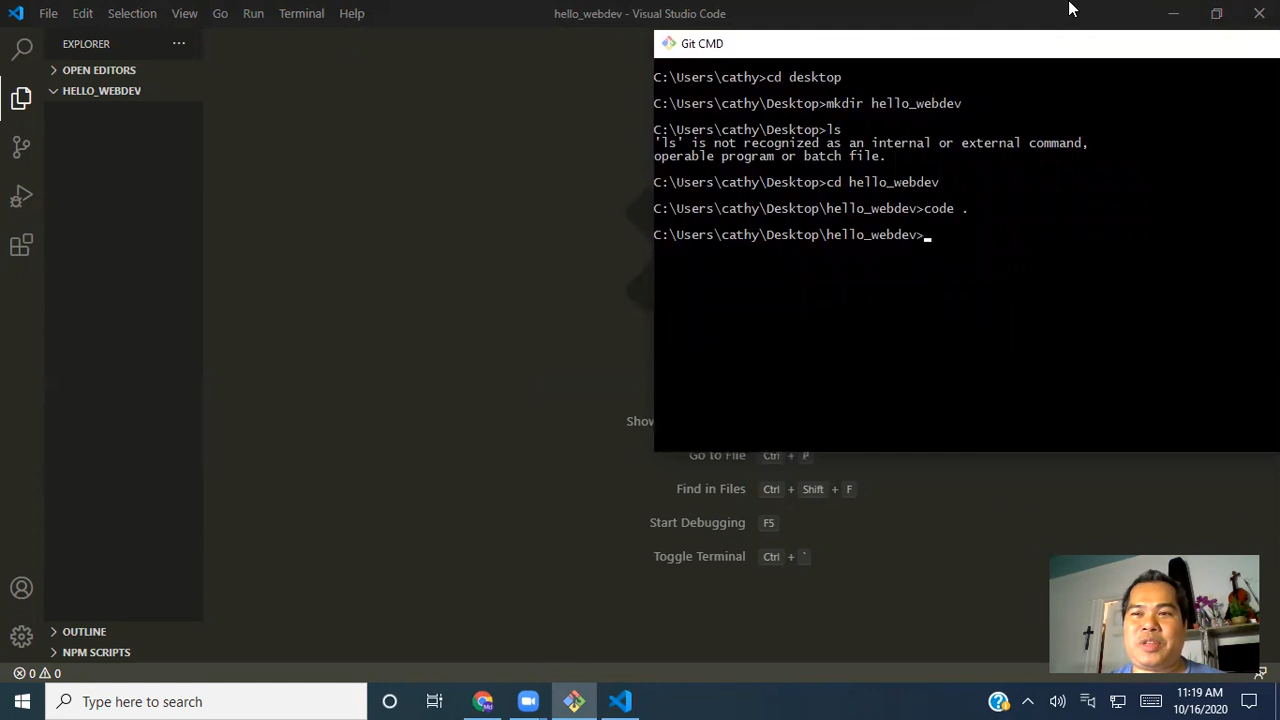 File Edit Selection View Go Run Terminal Help
hello_webdev - Visual Studio Code
EXPLORER
OPEN EDITORS
HELLO_WEBDEV
Git CMD
C:\Users\cathy>cd desktop
C:\Users\cathy\Desktop>mkdir hello_webdev
C:\Users\cathy\Desktop>ls
'ls' is not recognized as an internal or external command,
operable program or batch file.
C:\Users\cathy\Desktop>cd hello_webdev
C:\Users\cathy\Desktop\hello_webdev>code .
C:\Users\cathy\Desktop\hello_webdev>
Show
Go to File Ctrl + P
Find in Files Ctrl + Shift + F
Start Debugging F5
Toggle Terminal Ctrl + `
OUTLINE
NPM SCRIPTS
0 0
Type here to search
11:19 AM
10/16/2020